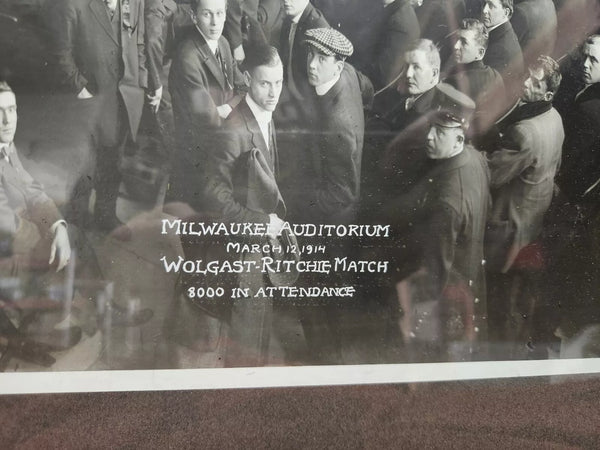 MILWAUKEE AUDITORIUM
MARCH 12, 1914
WOLGAST-RITCHIE MATCH
8000 IN ATTENDANCE